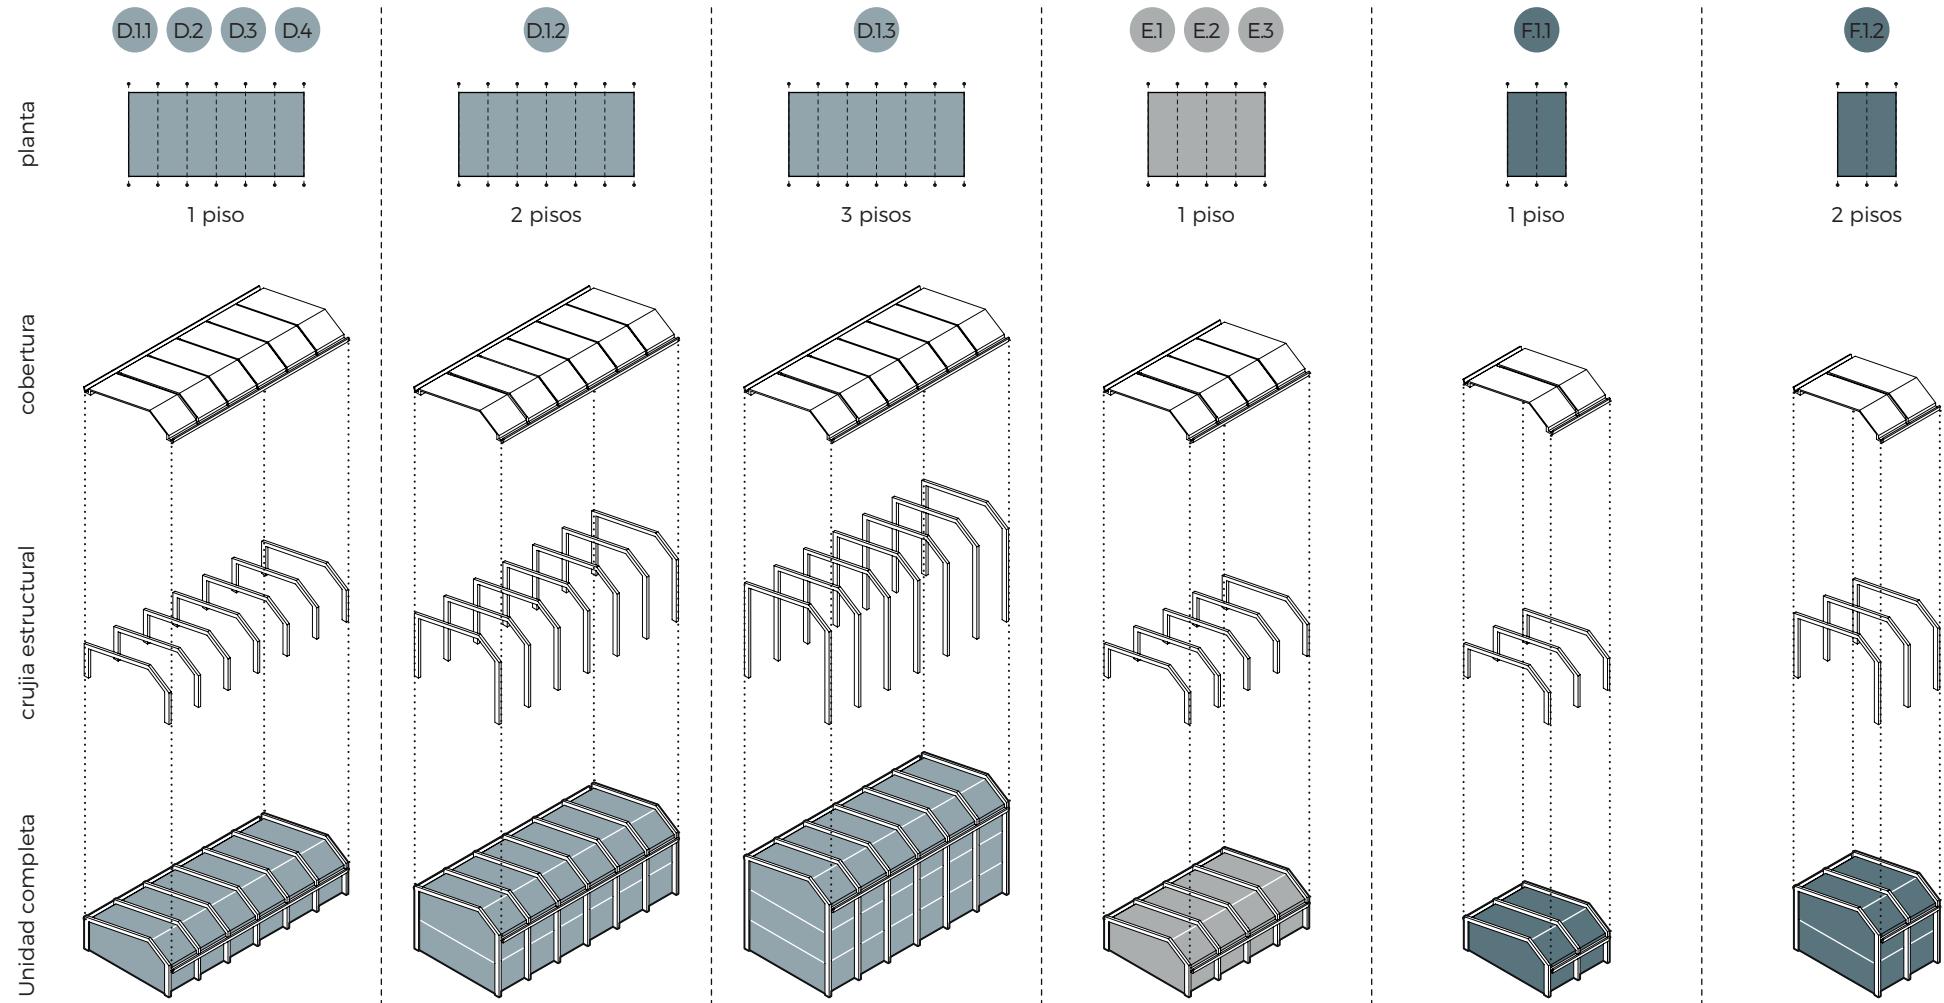 D.1.1 D.2 D.3 D.4 D.1.2 D.1.3 E.1 E.2 E.3 F.1.1 F.1.2
planta
1 piso 2 pisos 3 pisos 1 piso 1 piso 2 pisos
cobertura
crujia estructural
Unidad completa